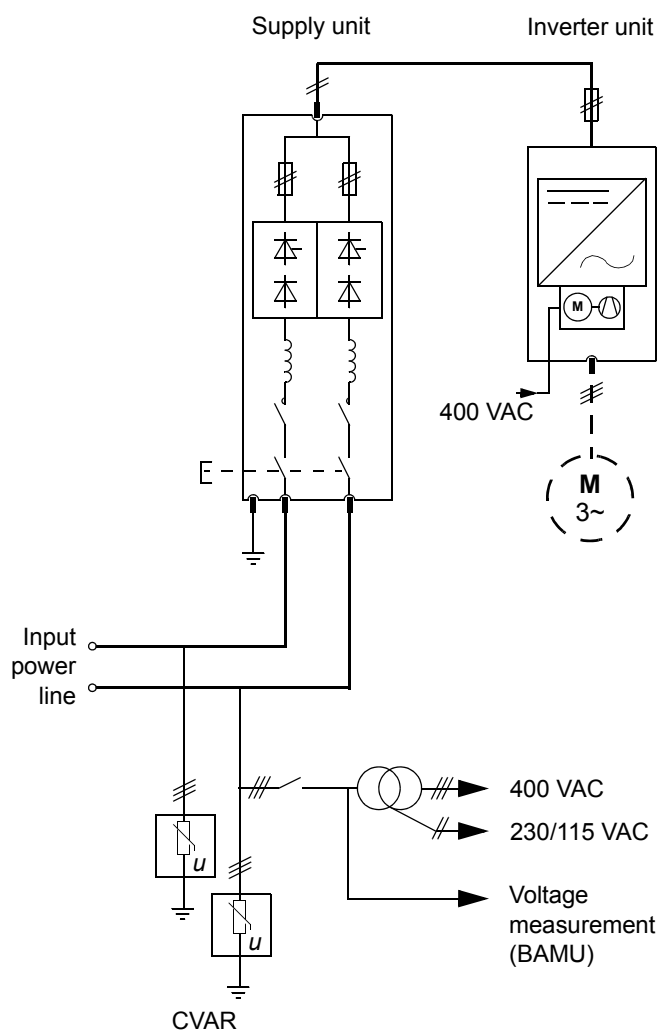 Supply unit
Inverter unit
M
400 VAC
M
3~
Input
power
line
400 VAC
230/115 VAC
u
u
Voltage
measurement
(BAMU)
CVAR